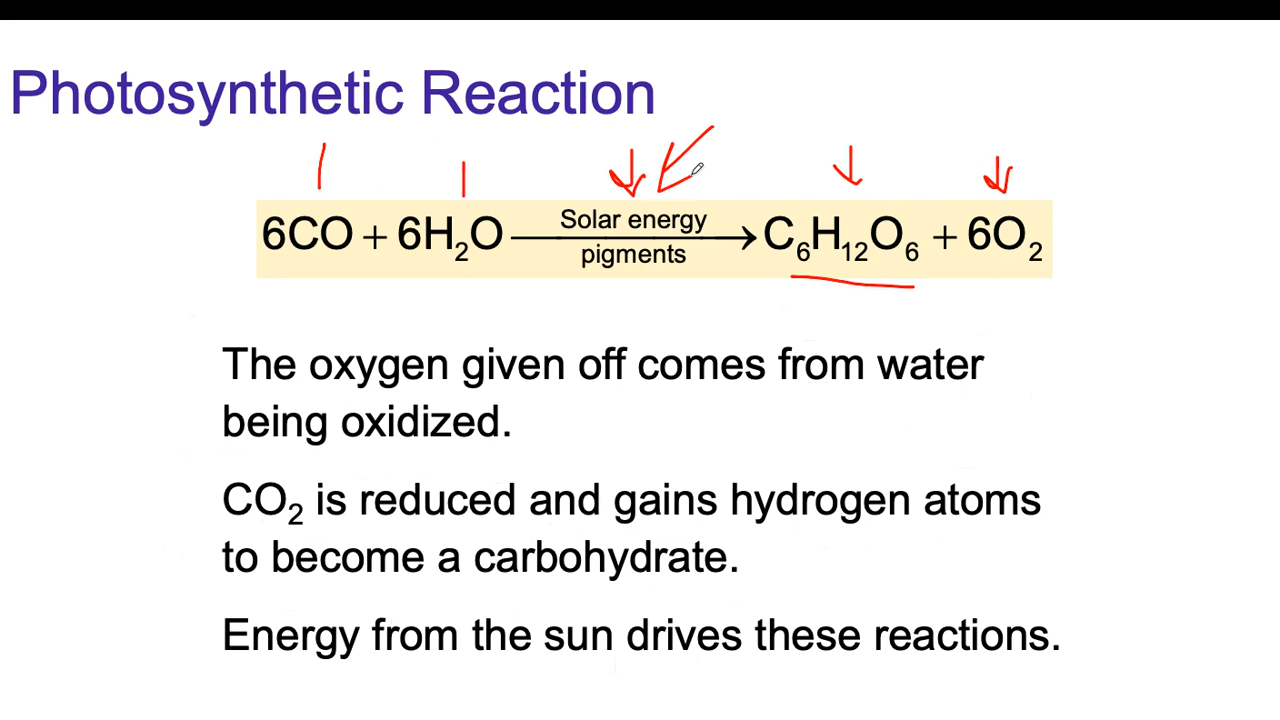 Photosynthetic Reaction
6CO + 6H₂O Solar energy pigments → C₆H₁₂O₆ + 6O₂
The oxygen given off comes from water
being oxidized.
CO₂ is reduced and gains hydrogen atoms
to become a carbohydrate.
Energy from the sun drives these reactions.